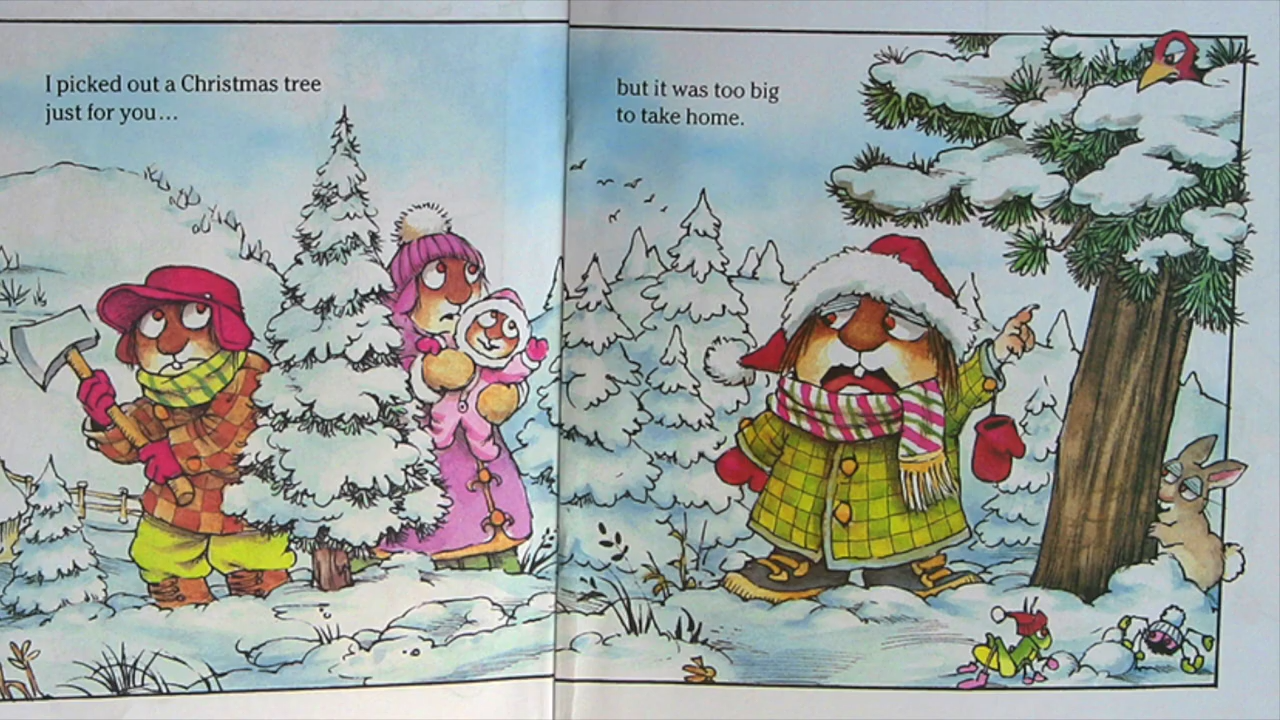 I picked out a Christmas tree
just for you...
but it was too big
to take home.